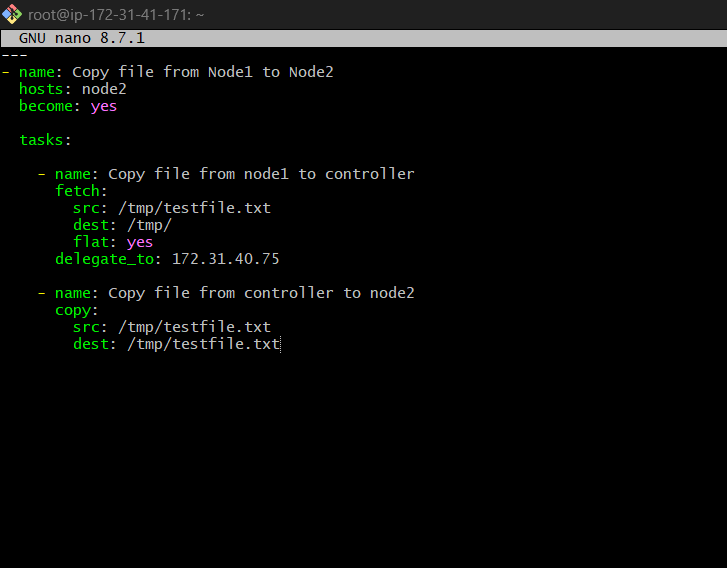 root@ip-172-31-41-171: ~
GNU nano 8.7.1
---
- name: Copy file from Node1 to Node2
  hosts: node2
  become: yes

  tasks:

    - name: Copy file from node1 to controller
      fetch:
        src: /tmp/testfile.txt
        dest: /tmp/
        flat: yes
      delegate_to: 172.31.40.75

    - name: Copy file from controller to node2
      copy:
        src: /tmp/testfile.txt
        dest: /tmp/testfile.txt